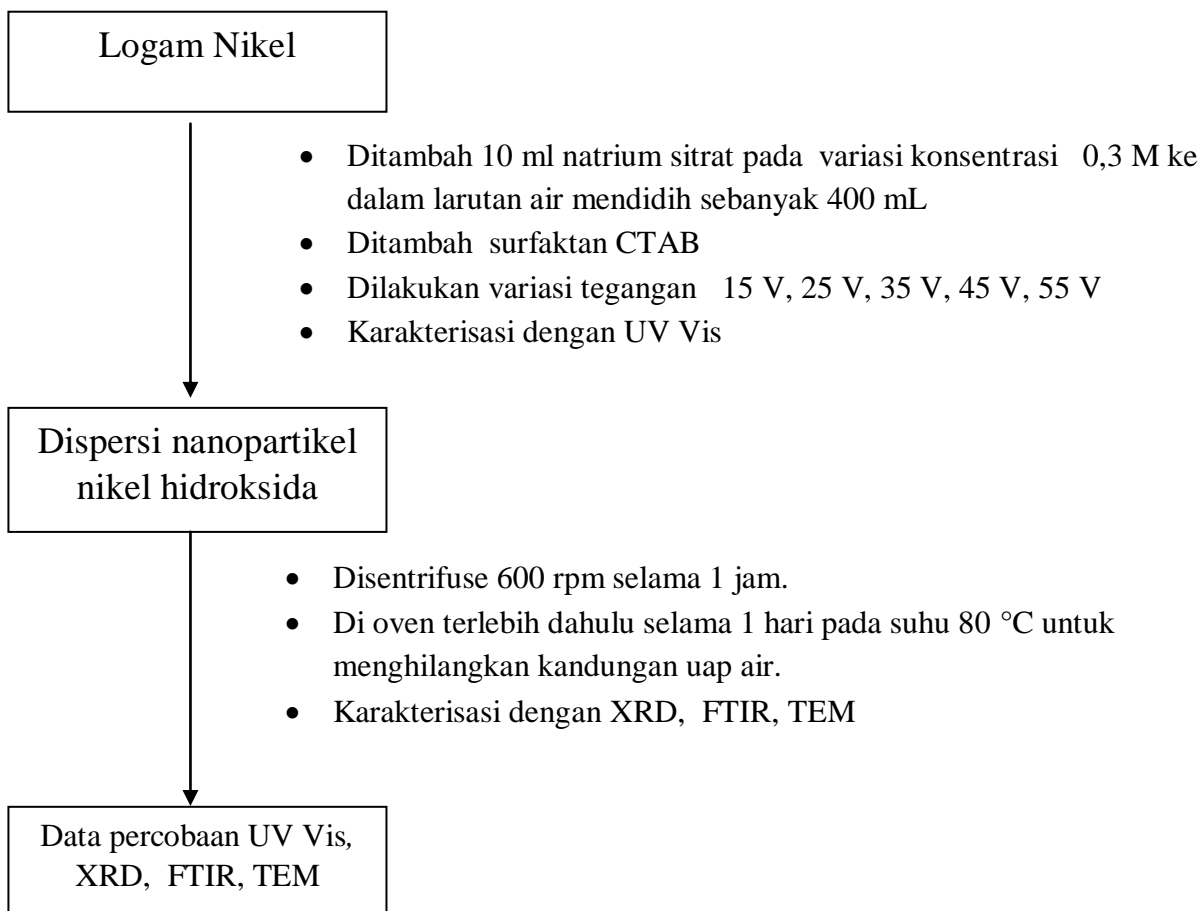 Logam Nikel
• Ditambah 10 ml natrium sitrat pada variasi konsentrasi 0,3 M ke
dalam larutan air mendidih sebanyak 400 mL
• Ditambah surfaktan CTAB
• Dilakukan variasi tegangan 15 V, 25 V, 35 V, 45 V, 55 V
• Karakterisasi dengan UV Vis
Dispersi nanopartikel
nikel hidroksida
• Disentrifuse 600 rpm selama 1 jam.
• Di oven terlebih dahulu selama 1 hari pada suhu 80 °C untuk
menghilangkan kandungan uap air.
• Karakterisasi dengan XRD, FTIR, TEM
Data percobaan UV Vis,
XRD, FTIR, TEM